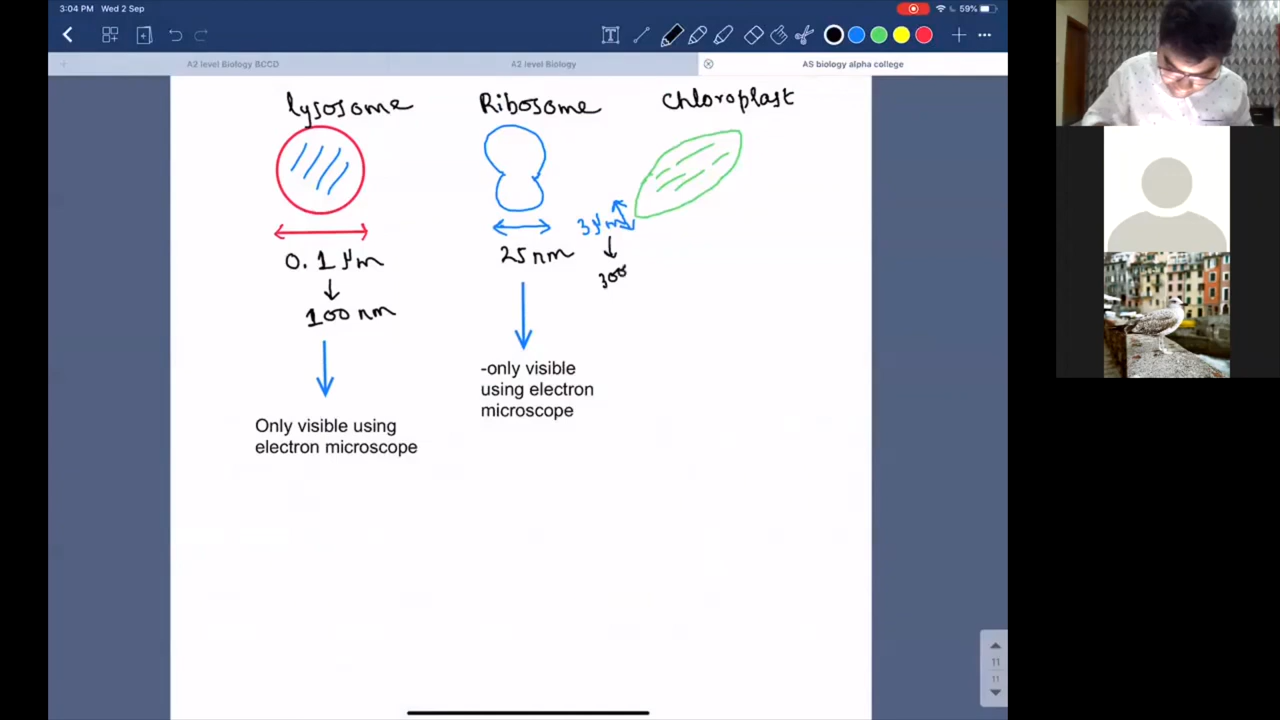 3:04 PM Wed 2 Sep
59%
A2 level Biology BCCD
A2 level Biology
AS biology alpha college
lysosome
Ribosome
Chloroplast
0.1 μm
100 nm
25 nm
3 μm
300
-only visible
using electron
microscope
Only visible using
electron microscope
11
11